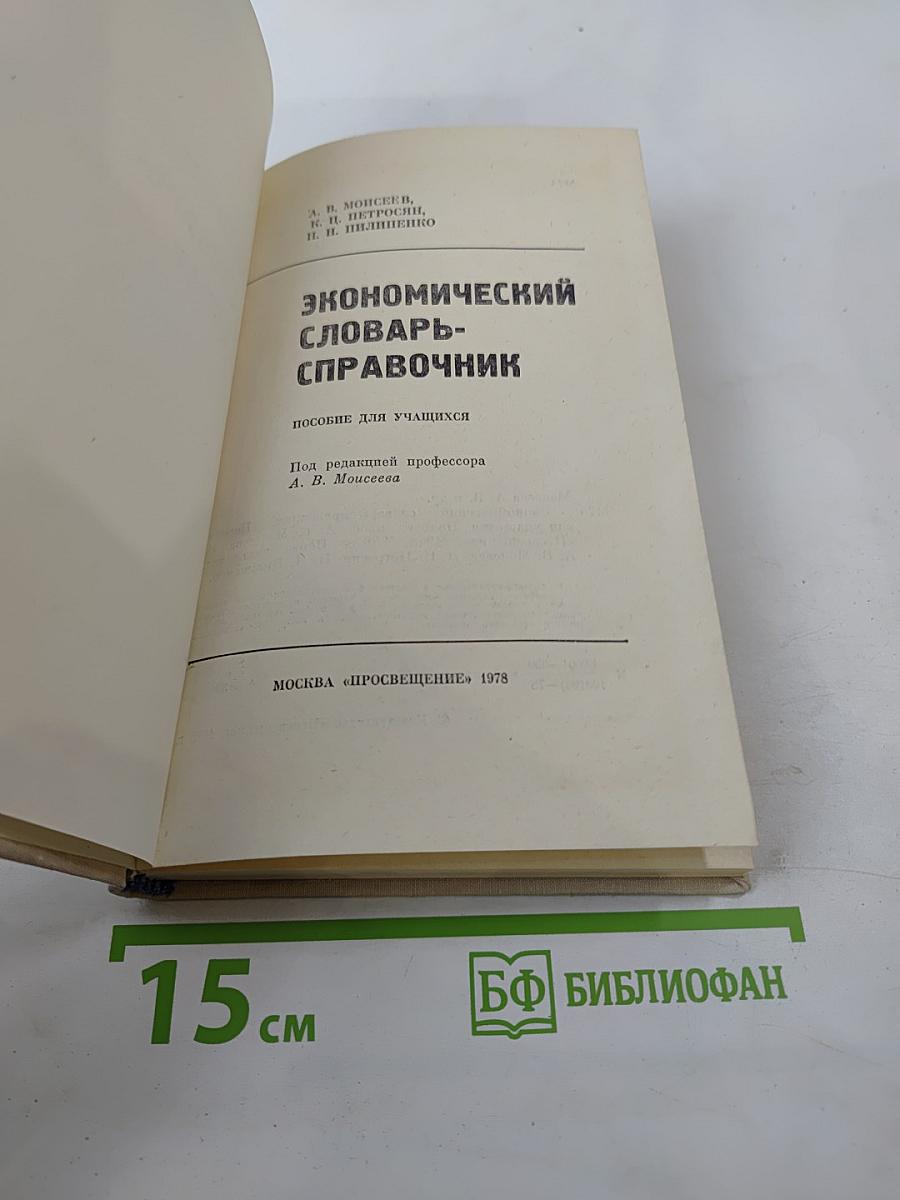 А. В. МОИСЕЕВ,
К. Ц. ПЕТРОСЯН,
Н. Н. ПИЛИПЕНКО
ЭКОНОМИЧЕСКИЙ
СЛОВАРЬ-
СПРАВОЧНИК
ПОСОБИЕ ДЛЯ УЧАЩИХСЯ
Под редакцией профессора
А. В. Моисеева
МОСКВА «ПРОСВЕЩЕНИЕ» 1978
15 см
БФ БИБЛИОФАН